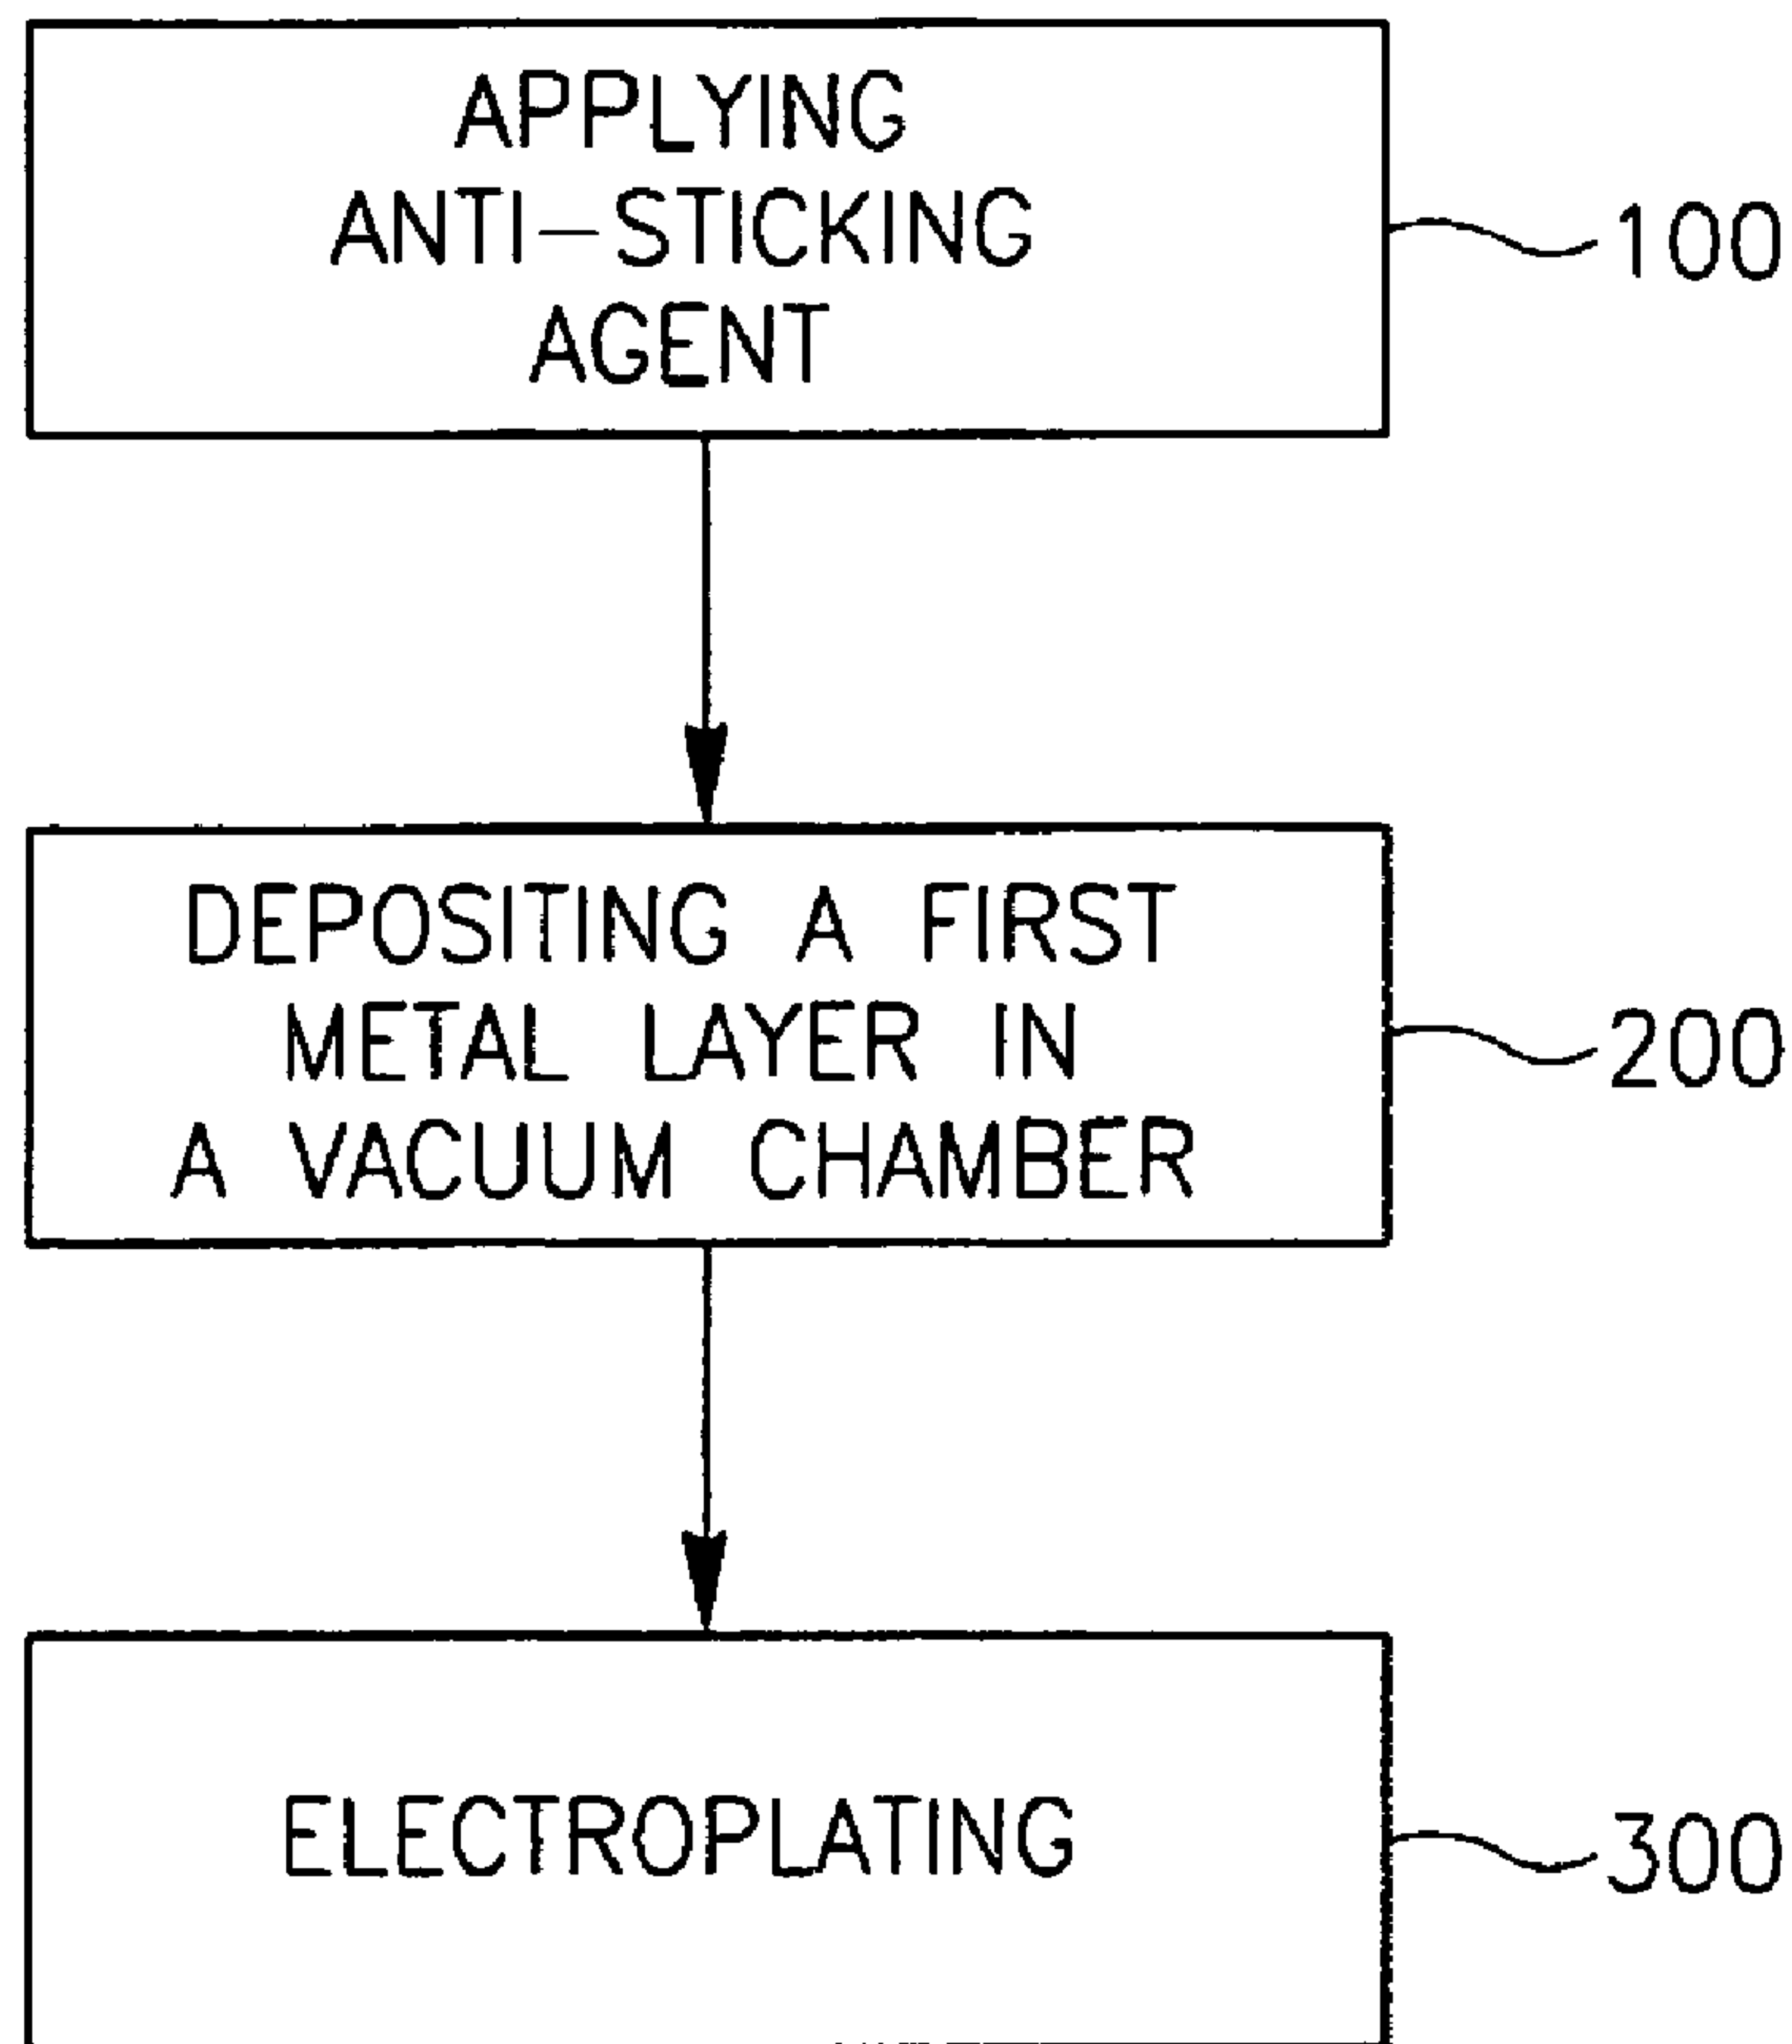 APPLYING
ANTI-STICKING
AGENT
100
DEPOSITING A FIRST
METAL LAYER IN
A VACUUM CHAMBER
200
ELECTROPLATING
300